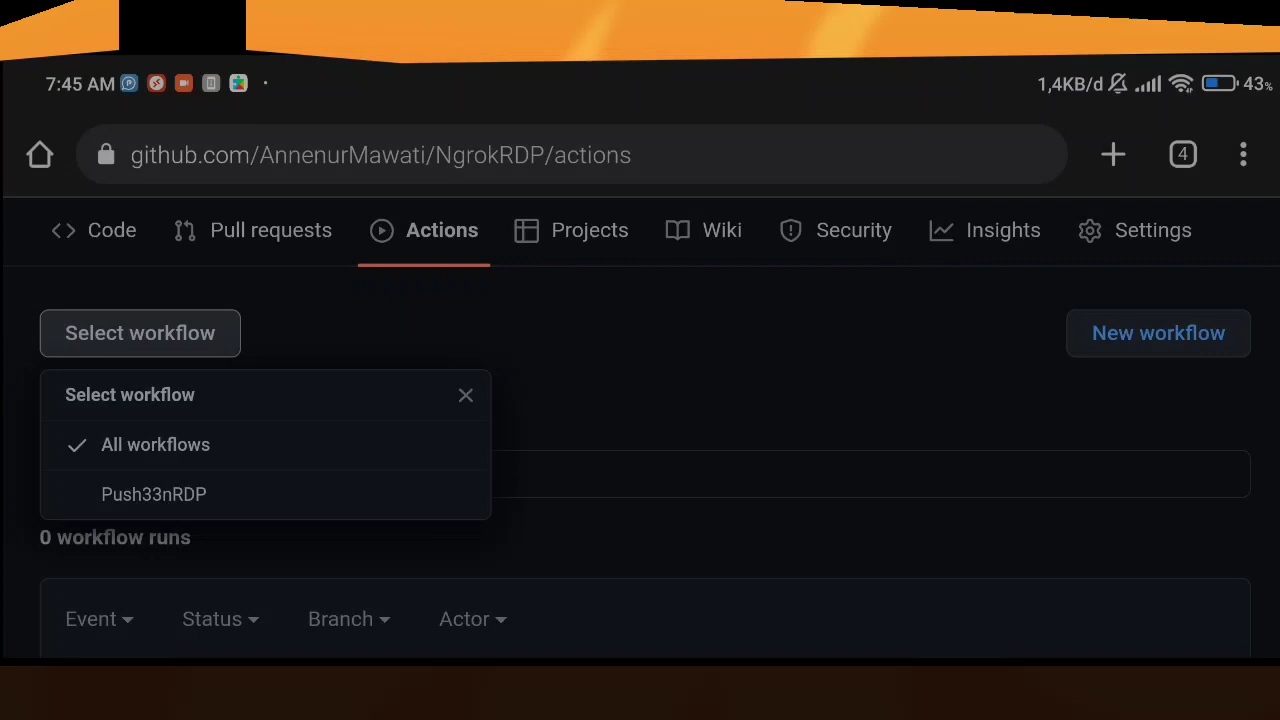 7:45 AM
1,4KB/d
43%
github.com/AnnenurMawati/NgrokRDP/actions
4
Code
Pull requests
Actions
Projects
Wiki
Security
Insights
Settings
Select workflow
New workflow
Select workflow
All workflows
Push33nRDP
0 workflow runs
Event
Status
Branch
Actor